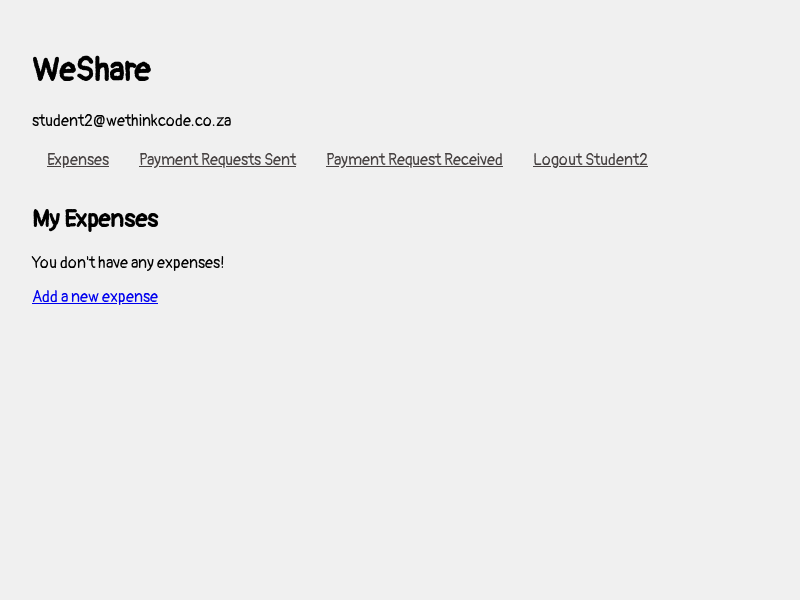 WeShare
student2@wethinkcode.co.za
Expenses Payment Requests Sent Payment Request Received Logout Student2
My Expenses
You don't have any expenses!
Add a new expense